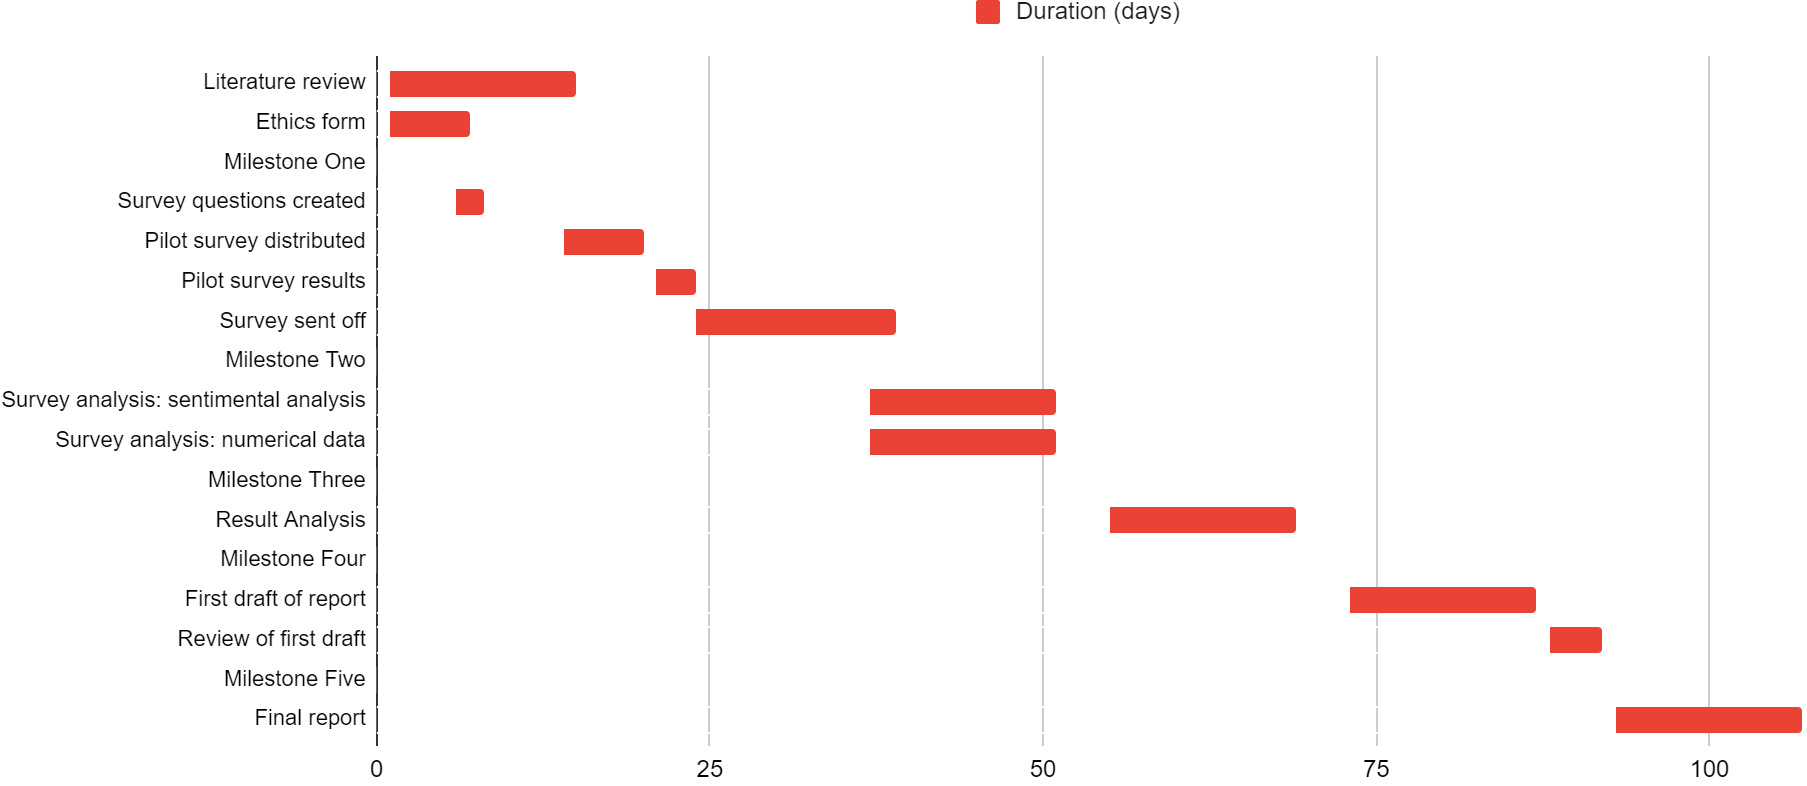 Duration (days)
Literature review
Ethics form
Milestone One
Survey questions created
Pilot survey distributed
Pilot survey results
Survey sent off
Milestone Two
Survey analysis: sentimental analysis
Survey analysis: numerical data
Milestone Three
Result Analysis
Milestone Four
First draft of report
Review of first draft
Milestone Five
Final report
0 25 50 75 100